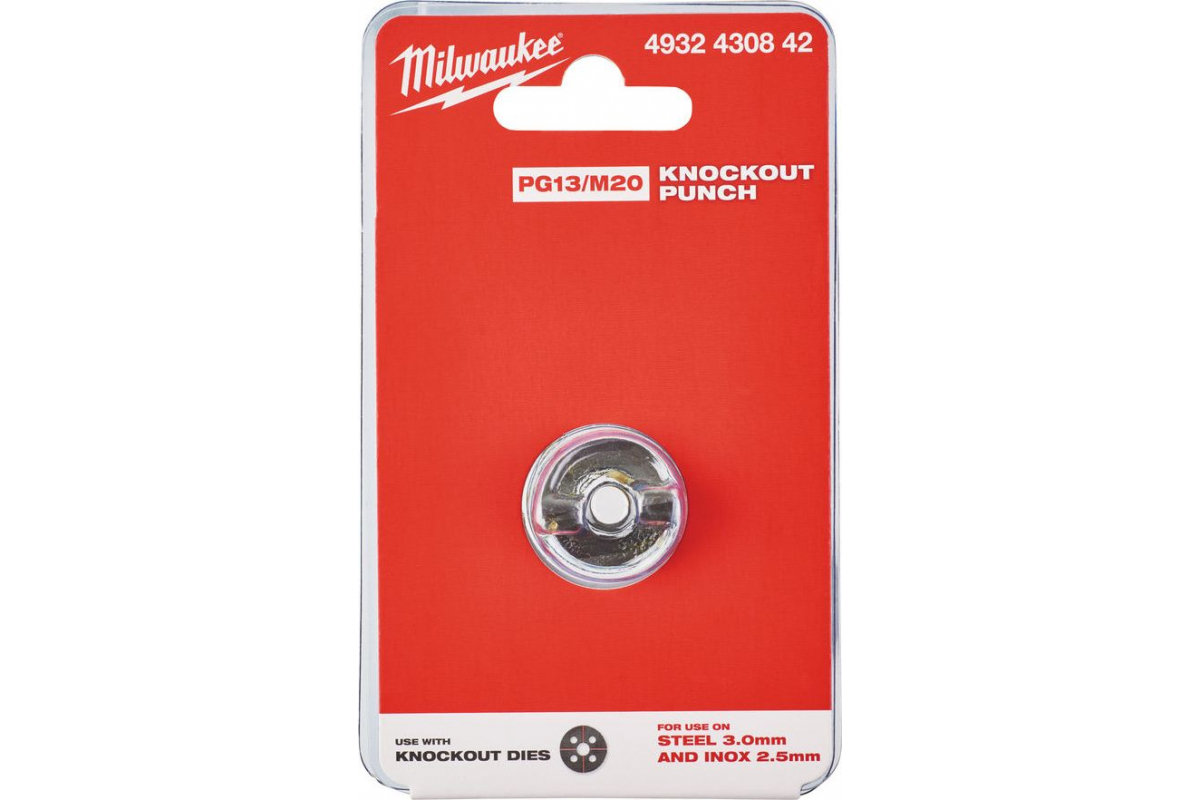 Milwaukee
4932 4308 42
PG13/M20
KNOCKOUT
PUNCH
USE WITH
KNOCKOUT DIES
FOR USE ON
STEEL 3.0mm
AND INOX 2.5mm